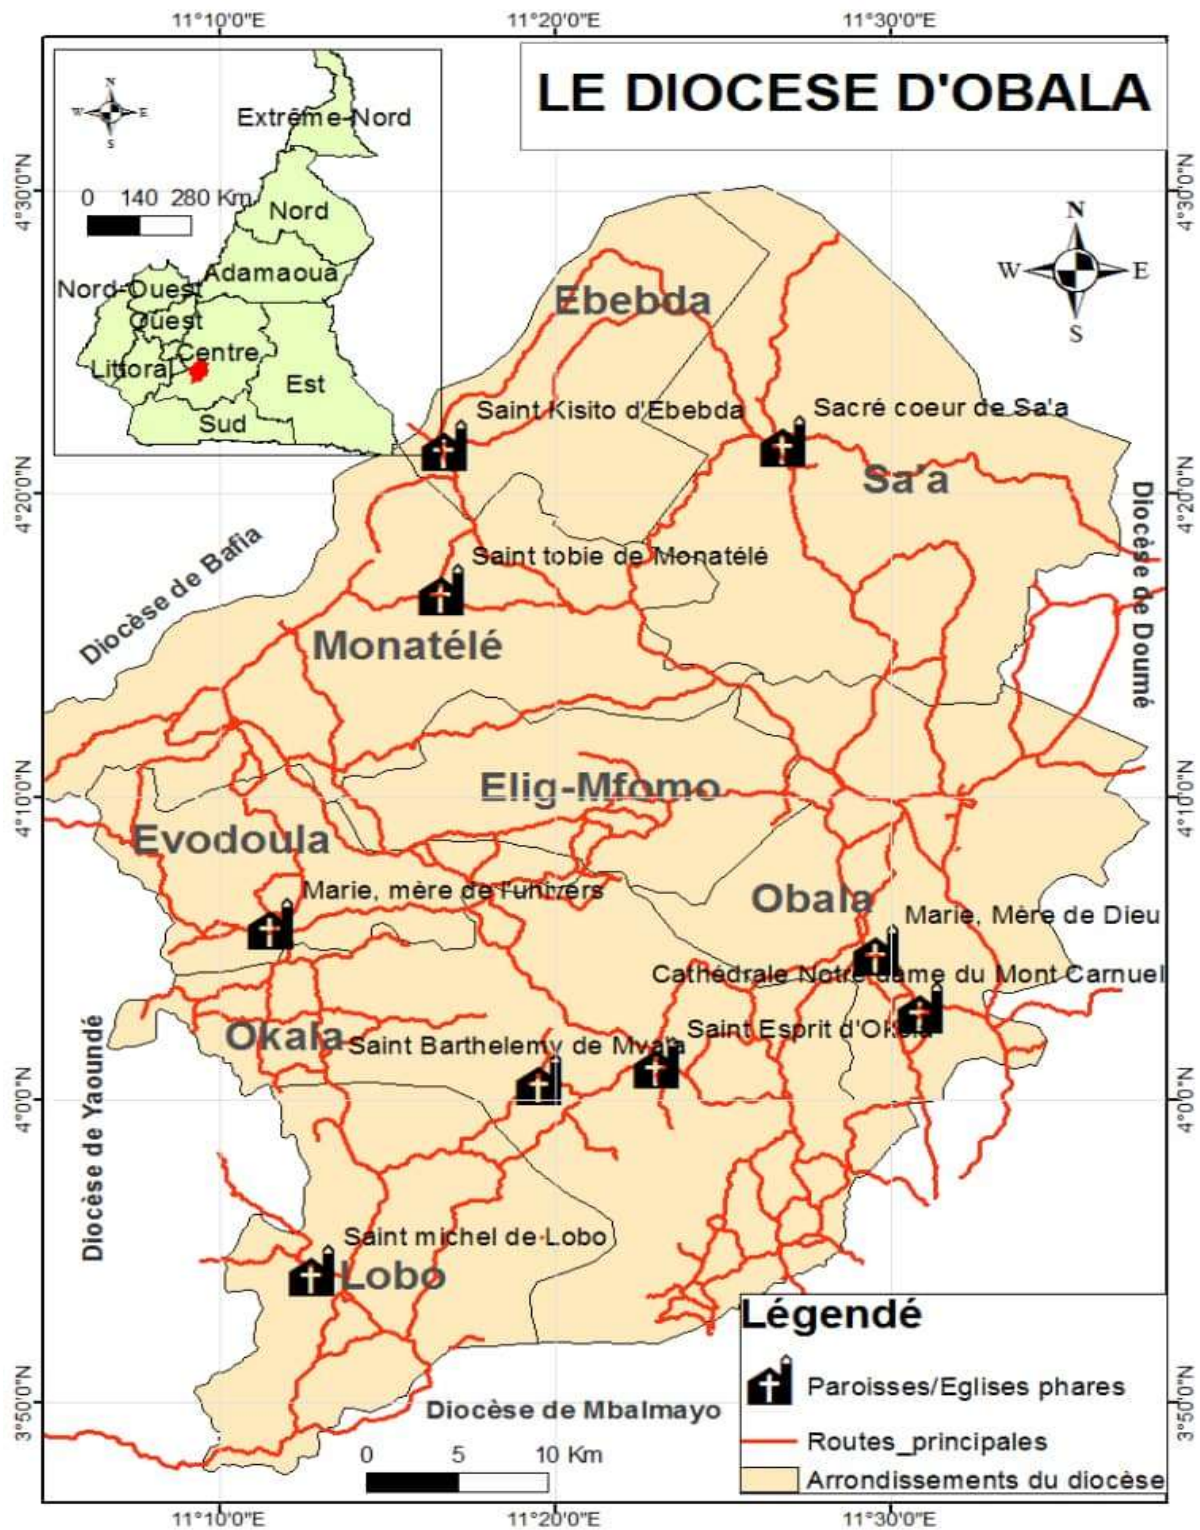 11°10'0"E
11°20'0"E
11°30'0"E
LE DIOCESE D'OBALA
N
W
E
S
Extrême-Nord
0 140 280 Km
Nord
Adamaoua
Nord-Ouest
Ouest
Centre
Littoral
Est
Sud
4°30'0"N
4°30'0"N
N
W
E
S
Ebebda
Saint Kisito d'Ebebda
Sacré coeur de Sa'a
Sa'a
4°20'0"N
4°20'0"N
Diocèse de Bafia
Diocèse de Doumé
Saint tobie de Monatélé
Monatélé
Elig-Mfomo
4°10'0"N
4°10'0"N
Evodoula
Marie, mère de l'univers
Obala
Marie, Mère de Dieu
Cathédrale Notre dame du Mont Carnuel
Okala
Saint Barthelemy de Mvaa
Saint Esprit d'Okala
4°0'0"N
4°0'0"N
Diocèse de Yaoundé
Saint michel de Lobo
Lobo
Légendé
Paroisses/Eglises phares
Routes_principales
Arrondissements du diocèse
3°50'0"N
3°50'0"N
Diocèse de Mbalmayo
0 5 10 Km
11°10'0"E
11°20'0"E
11°30'0"E